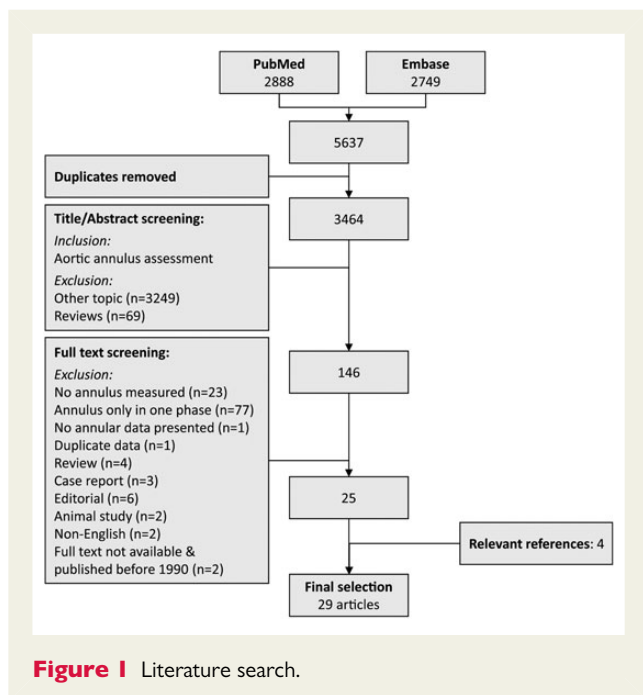 PubMed
2888
Embase
2749
5637
Duplicates removed
3464
Title/Abstract screening:
Inclusion:
Aortic annulus assessment
Exclusion:
Other topic (n=3249)
Reviews (n=69)
146
Full text screening:
Exclusion:
No annulus measured (n=23)
Annulus only in one phase (n=77)
No annular data presented (n=1)
Duplicate data (n=1)
Review (n=4)
Case report (n=3)
Editorial (n=6)
Animal study (n=2)
Non-English (n=2)
Full text not available &
published before 1990 (n=2)
25
Relevant references: 4
Final selection
29 articles
Figure 1 Literature search.